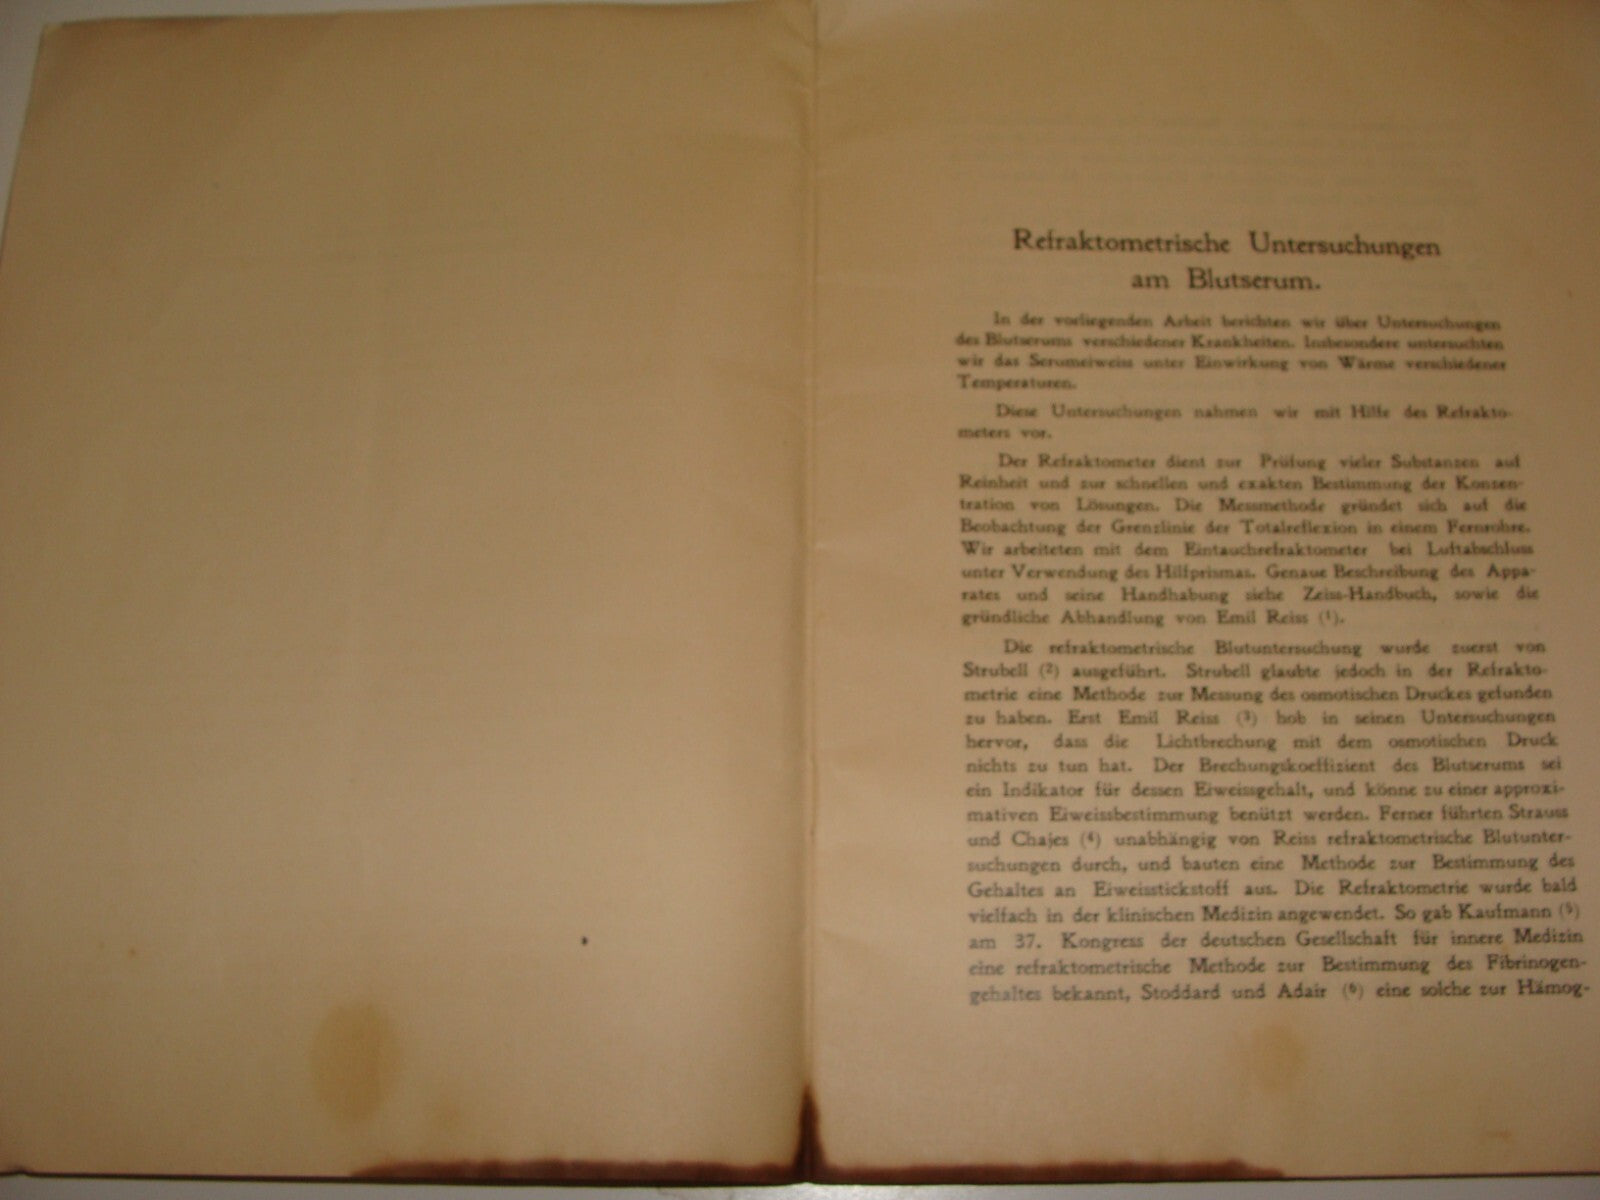 Refraktometrische Untersuchungen
am Blutserum.
In der vorliegenden Arbeit berichten wir über Untersuchungen
des Blutserums verschiedener Krankheiten. Insbesondere untersuchten
wir das Serumeiweiss unter Einwirkung von Wärme verschiedener
Temperaturen.
Diese Untersuchungen nahmen wir mit Hilfe des Refrakto-
meters vor.
Der Refraktometer dient zur Prüfung vieler Substanzen auf
Reinheit und zur schnellen und exakten Bestimmung der Konzen-
tration von Lösungen. Die Messmethode gründet sich auf die
Beobachtung der Grenzlinie der Totalreflexion in einem Fernrohre.
Wir arbeiteten mit dem Eintauchrefraktometer bei Luftabschluss
unter Verwendung des Hilfprismas. Genaue Beschreibung des Appa-
rates und seine Handhabung siehe Zeiss-Handbuch, sowie die
gründliche Abhandlung von Emil Reiss (1).
Die refraktometrische Blutuntersuchung wurde zuerst von
Strubell (2) ausgeführt. Strubell glaubte jedoch in der Refrakto-
metrie eine Methode zur Messung des osmotischen Druckes gefunden
zu haben. Erst Emil Reiss (3) hob in seinen Untersuchungen
hervor, dass die Lichtbrechung mit dem osmotischen Druck
nichts zu tun hat. Der Brechungskoeffizient des Blutserums sei
ein Indikator für dessen Eiweissgehalt, und könne zu einer approxi-
mativen Eiweissbestimmung benützt werden. Ferner führten Strauss
und Chajes (4) unabhängig von Reiss refraktometrische Blutunter-
suchungen durch, und bauten eine Methode zur Bestimmung des
Gehaltes an Eiweisstickstoff aus. Die Refraktometrie wurde bald
vielfach in der klinischen Medizin angewendet. So gab Kaufmann (5)
am 37. Kongress der deutschen Gesellschaft für innere Medizin
eine refraktometrische Methode zur Bestimmung des Fibrinogen-
gehaltes bekannt, Stoddard und Adair (6) eine solche zur Hämog-